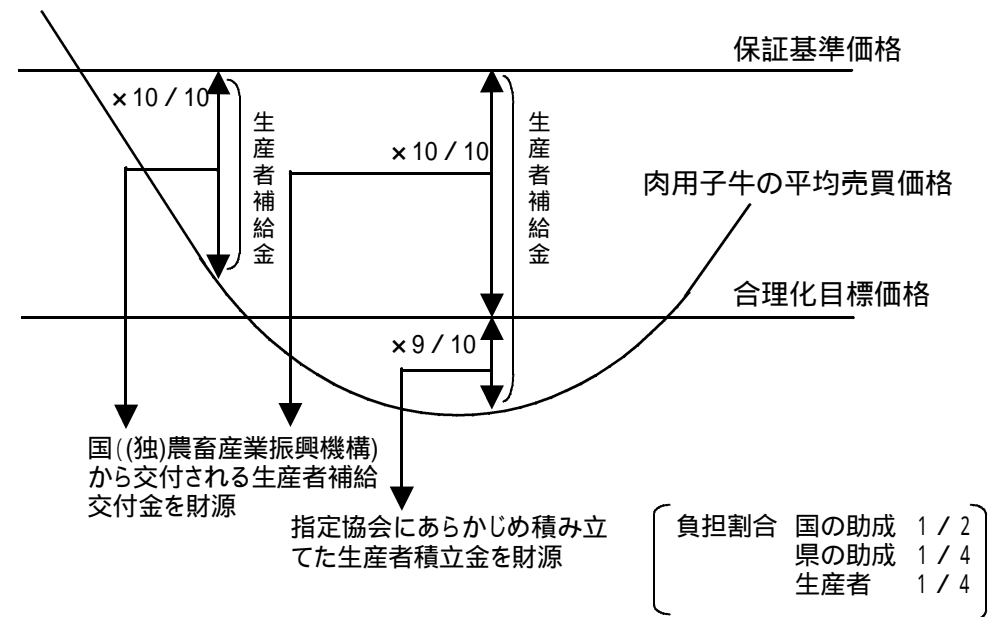 保証基準価格
×10/10
生産者補給金
×10/10
生産者補給金
肉用子牛の平均売買価格
合理化目標価格
×9/10
国((独)農畜産業振興機構)
から交付される生産者補給
交付金を財源
指定協会にあらかじめ積み立
てた生産者積立金を財源
負担割合 国の助成 1/2
県の助成 1/4
生産者 1/4